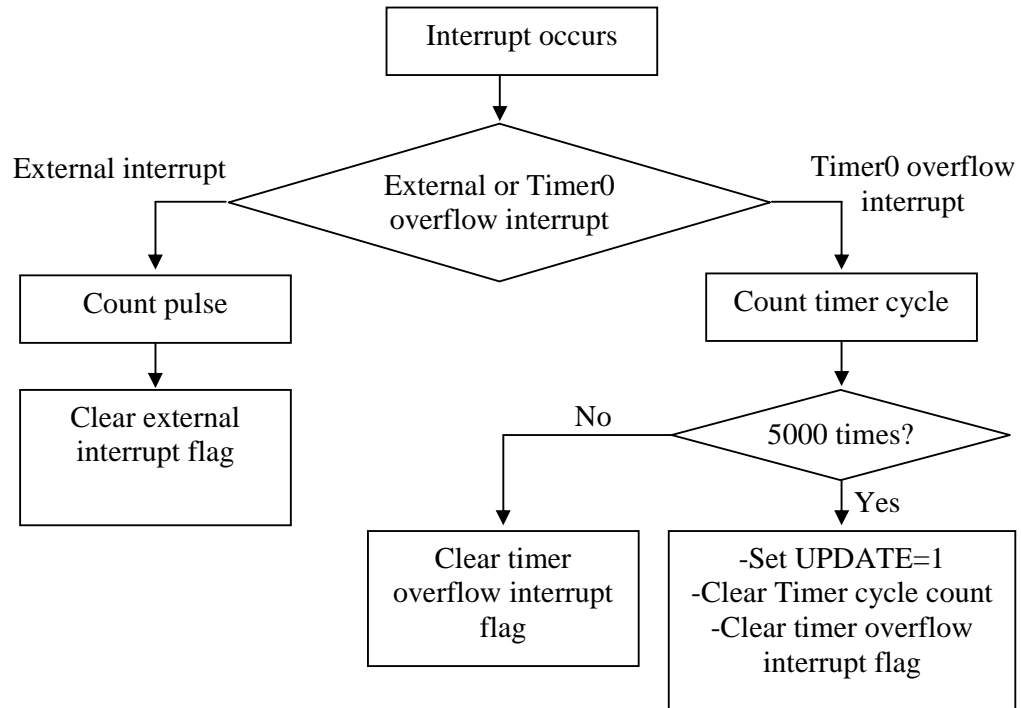 Interrupt occurs
External interrupt
External or Timer0
overflow interrupt
Timer0 overflow
interrupt
Count pulse
Count timer cycle
Clear external
interrupt flag
No
5000 times?
Yes
Clear timer
overflow interrupt
flag
-Set UPDATE=1
-Clear Timer cycle count
-Clear timer overflow
interrupt flag